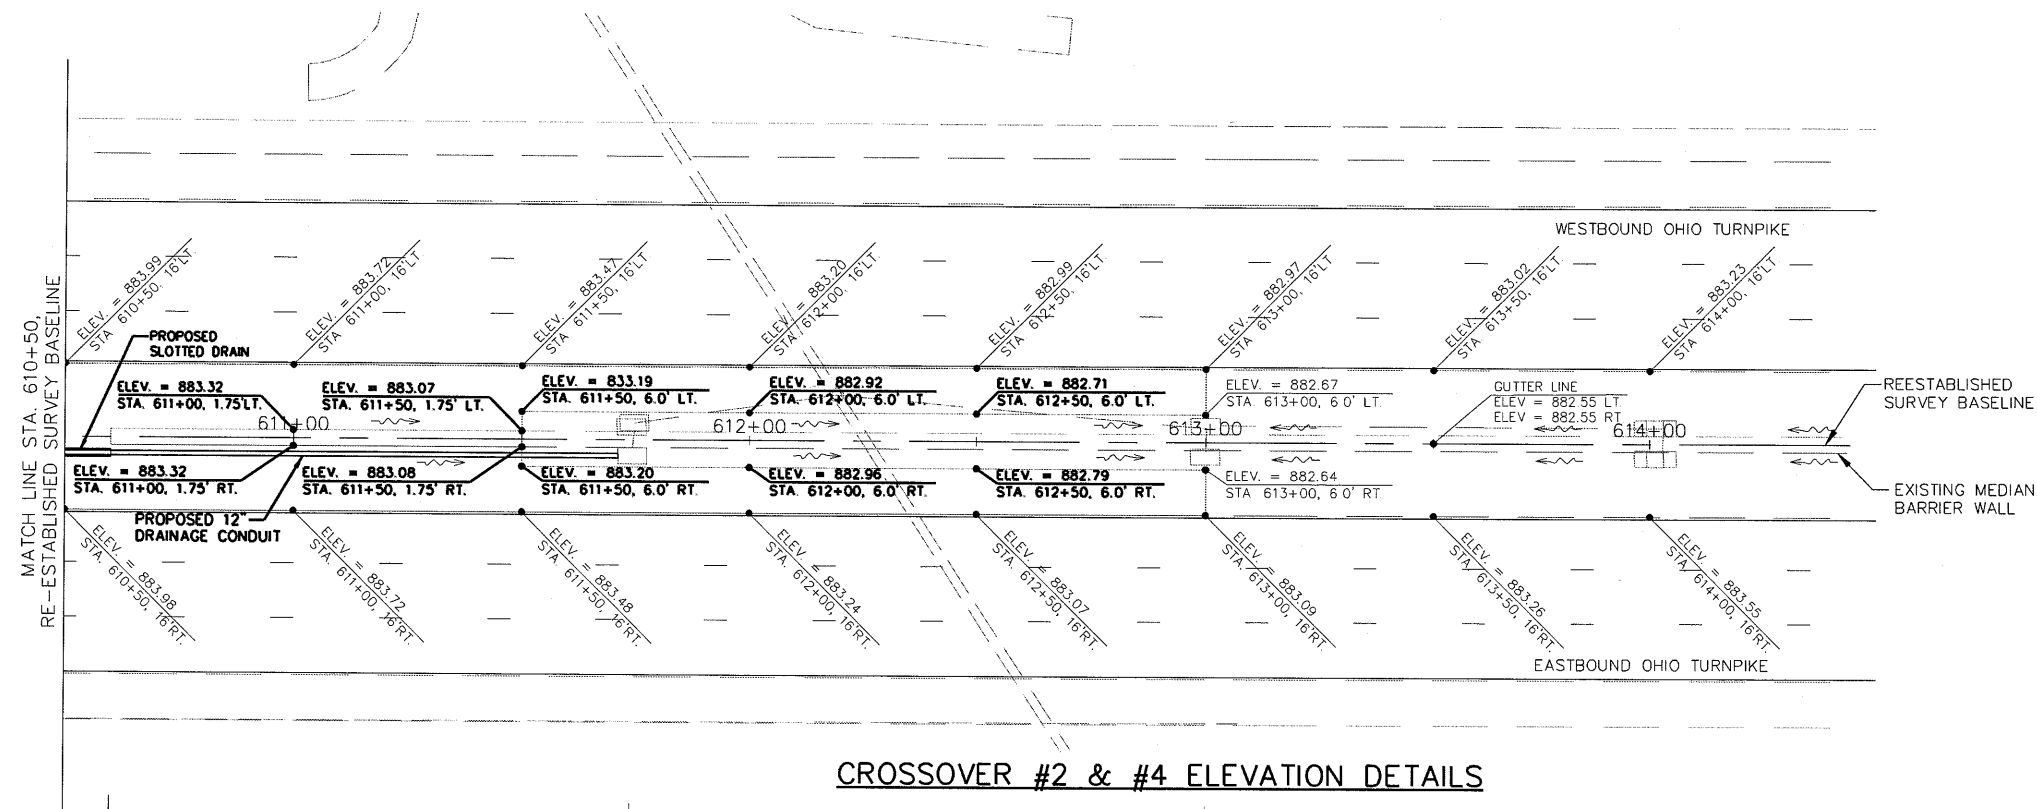 WESTBOUND OHIO TURNPIKE
MATCH LINE STA. 610+50,
RE-ESTABLISHED SURVEY BASELINE
ELEV. = 883.99
STA 610+50, 16'LT.
ELEV. = 883.72
STA. 611+00, 16'LT.
ELEV. = 883.47
STA 611+50, 16'LT
ELEV. = 883.20
STA. 612+00, 16'LT.
ELEV. = 882.99
STA 612+50, 16'LT.
ELEV. = 882.97
STA 613+00, 16'LT.
ELEV. = 883.02
STA 613+50, 16'LT.
ELEV. = 883.23
STA. 614+00, 16'LT.
PROPOSED
SLOTTED DRAIN
ELEV. = 883.32
STA. 611+00, 1.75'LT.
ELEV. = 883.07
STA. 611+50, 1.75' LT.
ELEV. = 833.19
STA. 611+50, 6.0' LT.
ELEV. = 882.92
STA. 612+00, 6.0' LT.
ELEV. = 882.71
STA. 612+50, 6.0' LT.
ELEV. = 882.67
STA. 613+00, 6 0' LT.
GUTTER LINE
ELEV = 882.55 LT.
ELEV = 882.55 RT.
REESTABLISHED
SURVEY BASELINE
611+00
612+00
613+00
614+00
ELEV. = 883.32
STA. 611+00, 1.75' RT.
ELEV. = 883.08
STA. 611+50, 1.75' RT.
ELEV. = 883.20
STA. 611+50, 6.0' RT.
ELEV. = 882.96
STA. 612+00, 6.0' RT.
ELEV. = 882.79
STA. 612+50, 6.0' RT.
ELEV. = 882.64
STA 613+00, 6 0' RT.
EXISTING MEDIAN
BARRIER WALL
PROPOSED 12"
DRAINAGE CONDUIT
ELEV. = 883.98
STA. 610+50, 16'RT.
ELEV. = 883.72
STA. 611+00, 16'RT.
ELEV. = 883.48
STA. 611+50, 16'RT.
ELEV. = 883.24
STA. 612+00, 16'RT.
ELEV. = 883.07
STA. 612+50, 16'RT.
ELEV. = 883.09
STA. 613+00, 16'RT.
ELEV. = 883.26
STA. 613+50, 16'RT.
ELEV. = 883.55
STA. 614+00, 16'RT.
EASTBOUND OHIO TURNPIKE
CROSSOVER #2 & #4 ELEVATION DETAILS